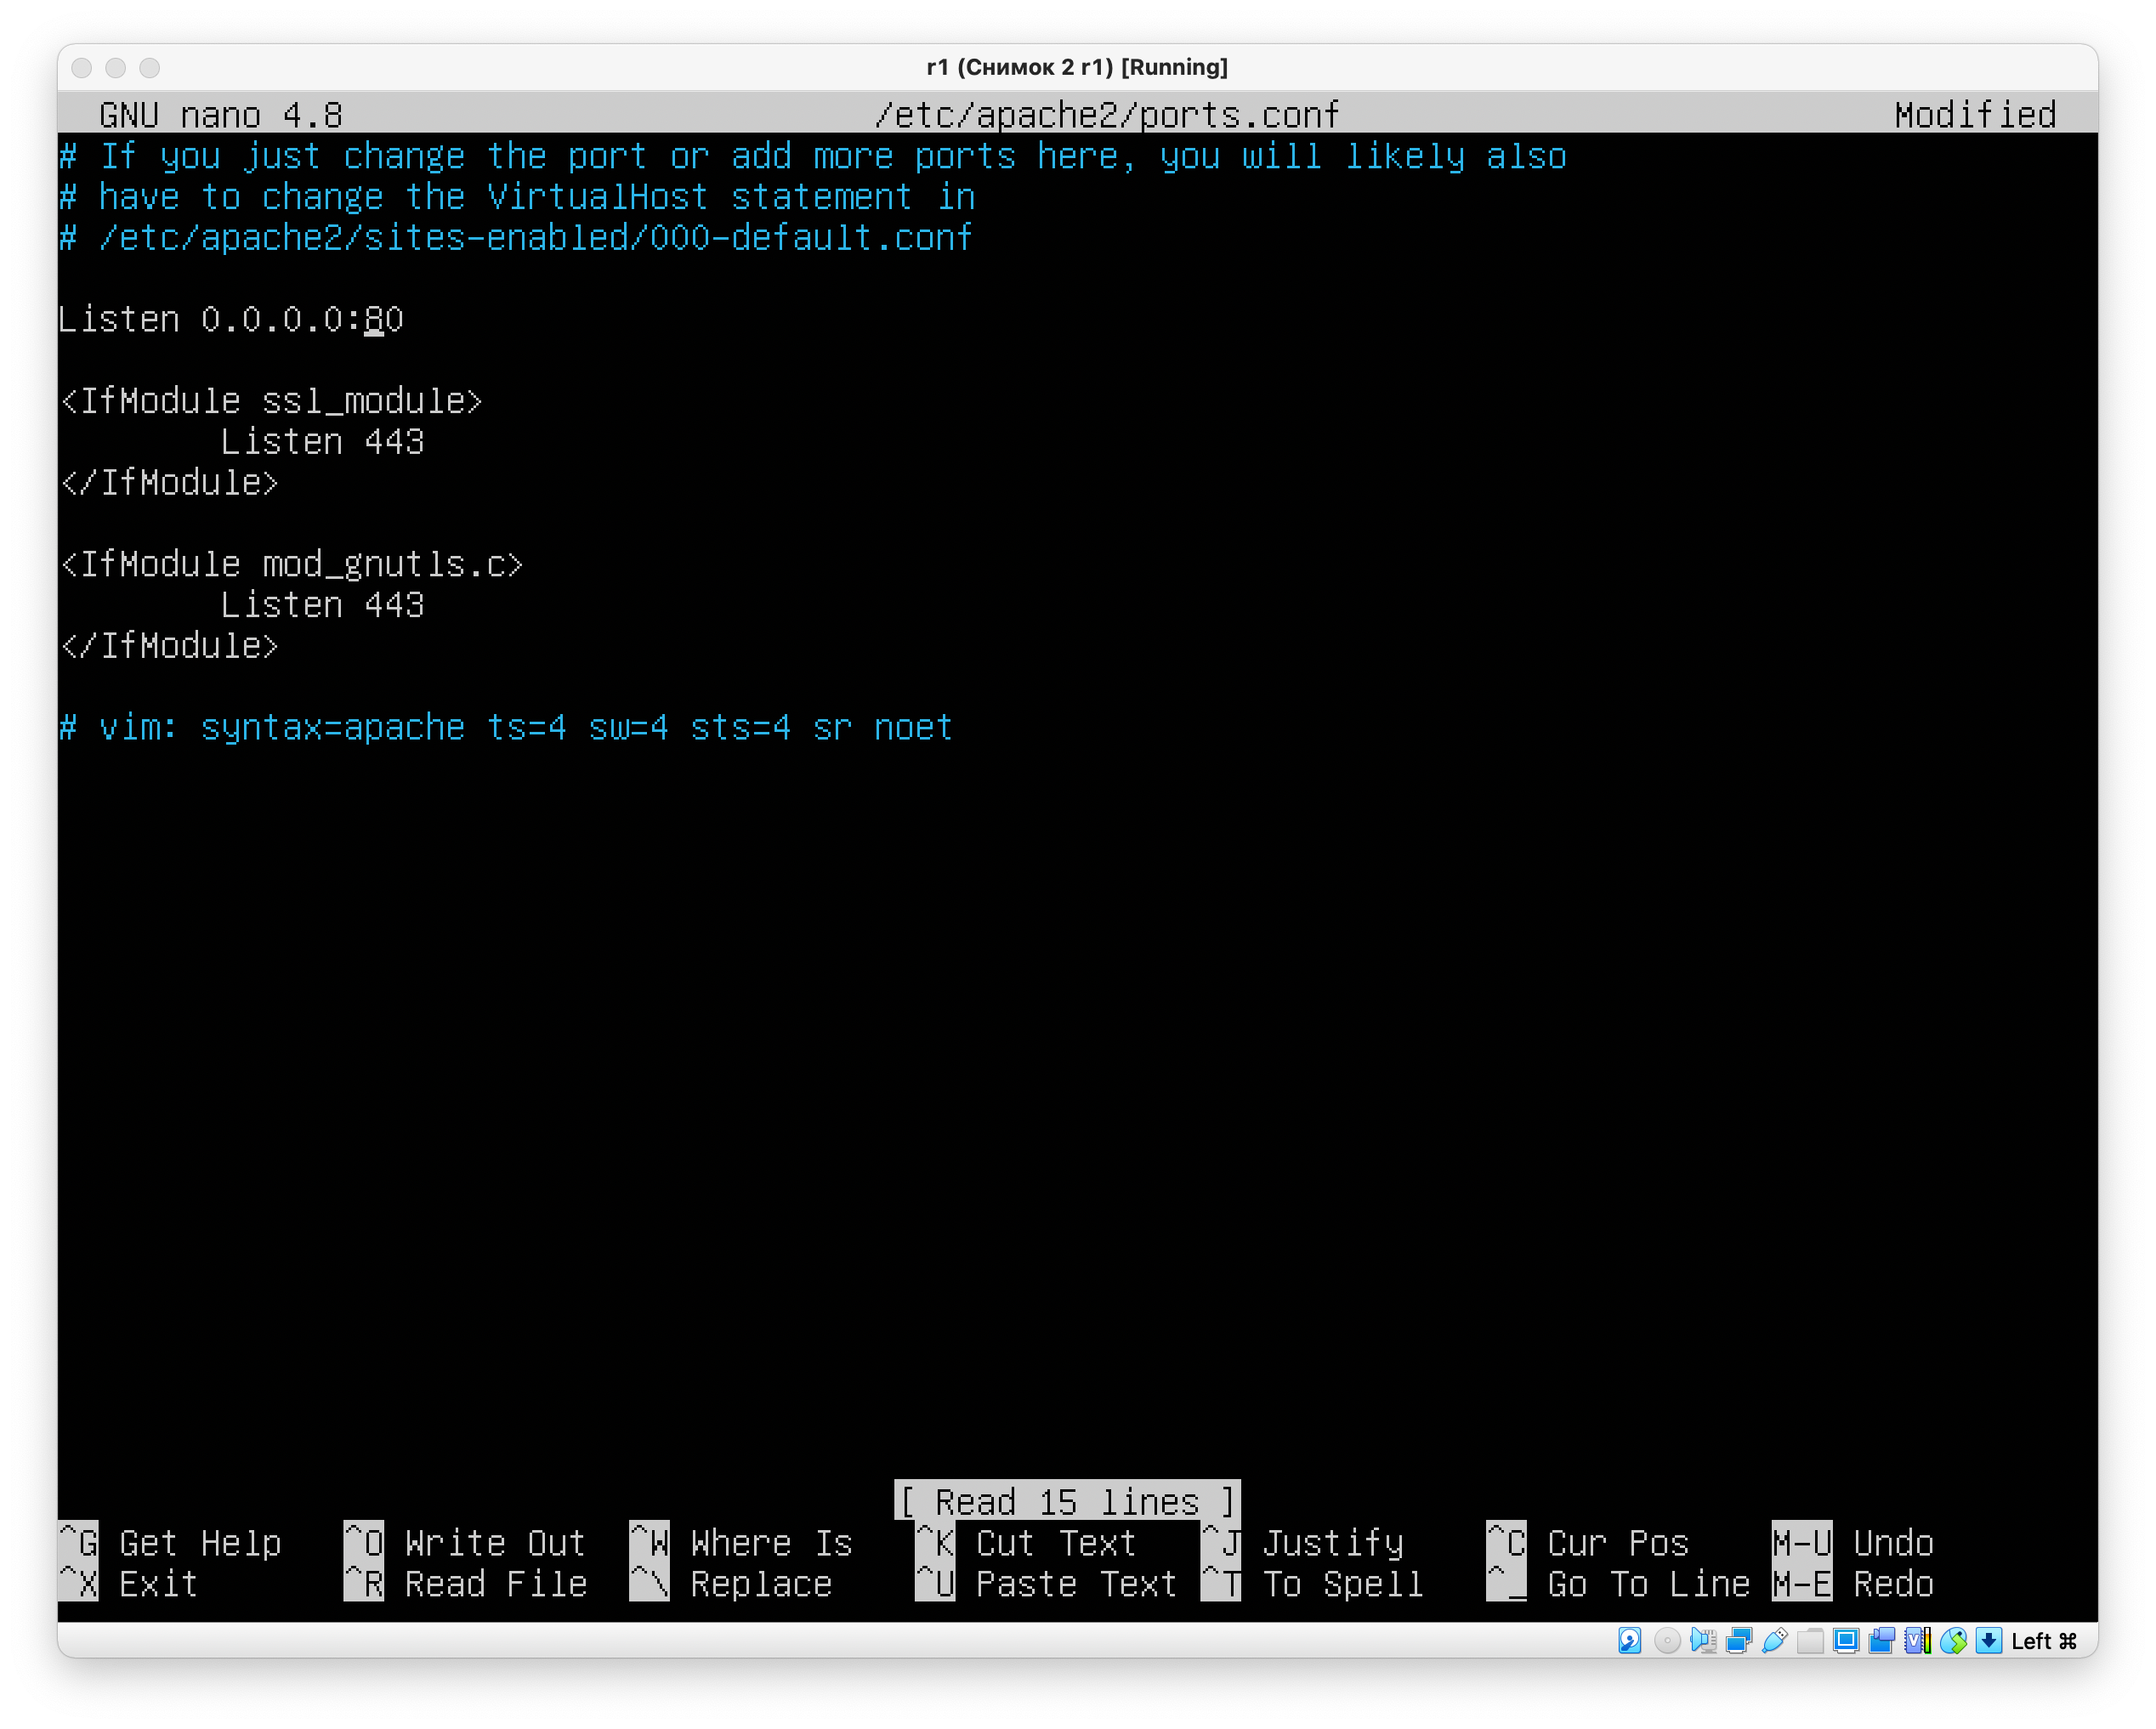 r1 (Снимок 2 r1) [Running]
GNU nano 4.8 /etc/apache2/ports.conf Modified
# If you just change the port or add more ports here, you will likely also
# have to change the VirtualHost statement in
# /etc/apache2/sites-enabled/000-default.conf
Listen 0.0.0.0:80
<IfModule ssl_module>
Listen 443
</IfModule>
<IfModule mod_gnutls.c>
Listen 443
</IfModule>
# vim: syntax=apache ts=4 sw=4 sts=4 sr noet
[ Read 15 lines ]
^G Get Help ^O Write Out ^W Where Is ^K Cut Text ^J Justify ^C Cur Pos M-U Undo
^X Exit ^R Read File ^\ Replace ^U Paste Text ^T To Spell ^_ Go To Line M-E Redo
Left ⌘